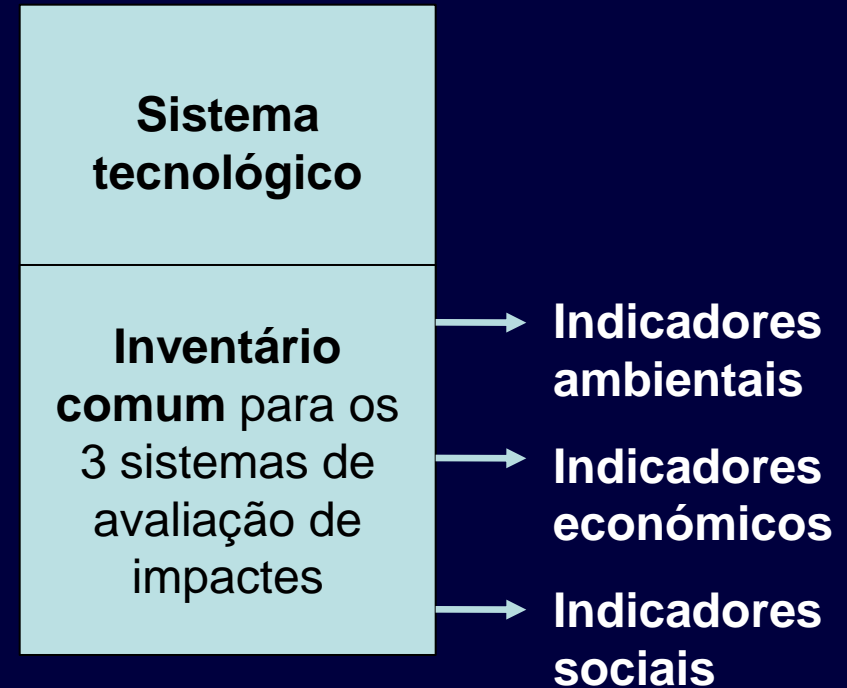 Sistema
tecnológico
Inventário
comum para os
3 sistemas de
avaliação de
impactes
Indicadores
ambientais
Indicadores
económicos
Indicadores
sociais